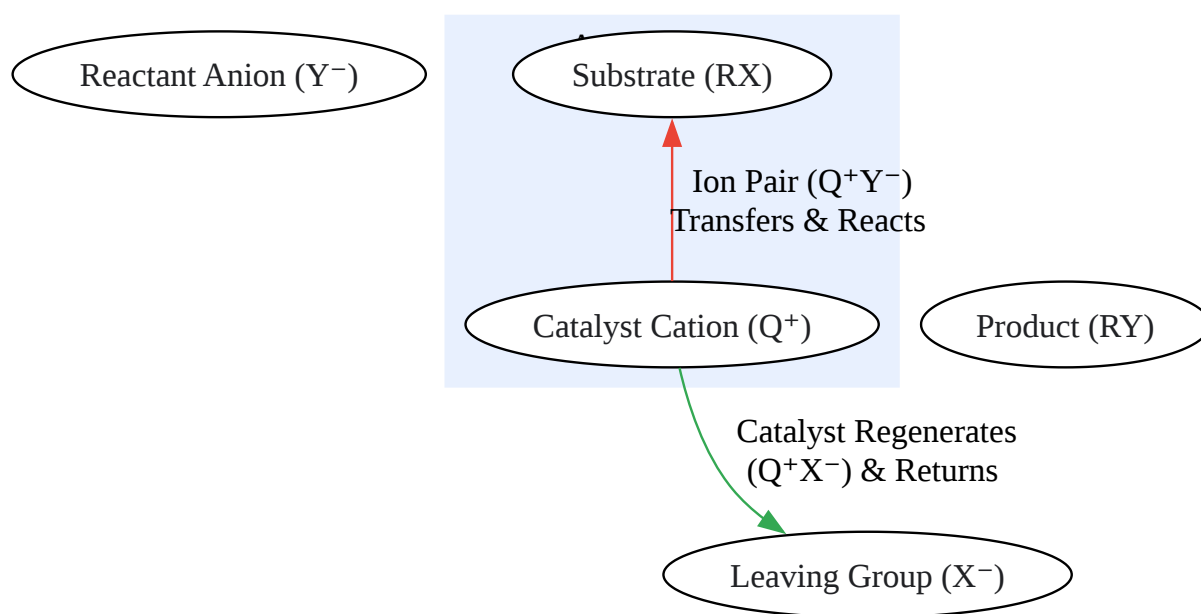 Reactant Anion (Y⁻)
Substrate (RX)
Ion Pair (Q⁺Y⁻)
Transfers & Reacts
Catalyst Cation (Q⁺)
Product (RY)
Catalyst Regenerates
(Q⁺X⁻) & Returns
Leaving Group (X⁻)